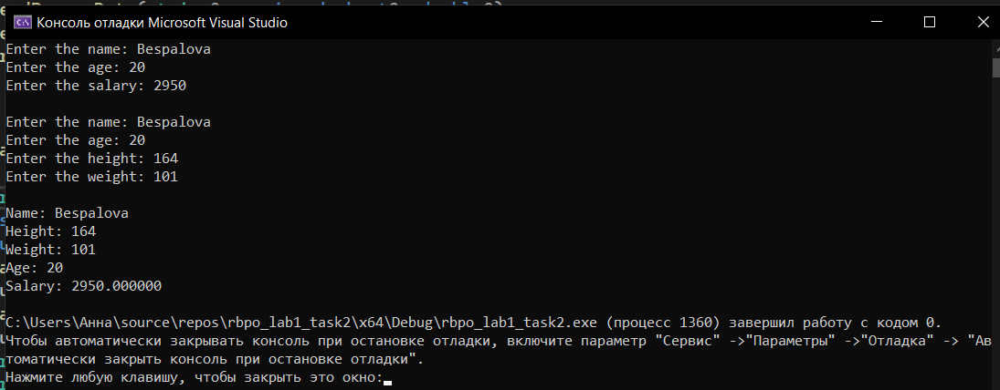 Консоль отладки Microsoft Visual Studio
Enter the name: Bespalova
Enter the age: 20
Enter the salary: 2950
Enter the name: Bespalova
Enter the age: 20
Enter the height: 164
Enter the weight: 101
Name: Bespalova
Height: 164
Weight: 101
Age: 20
Salary: 2950.000000
C:\Users\Анна\source\repos\rbpo_lab1_task2\x64\Debug\rbpo_lab1_task2.exe (процесс 1360) завершил работу с кодом 0.
Чтобы автоматически закрывать консоль при остановке отладки, включите параметр "Сервис" ->"Параметры" ->"Отладка" -> "Ав
томатически закрыть консоль при остановке отладки".
Нажмите любую клавишу, чтобы закрыть это окно: